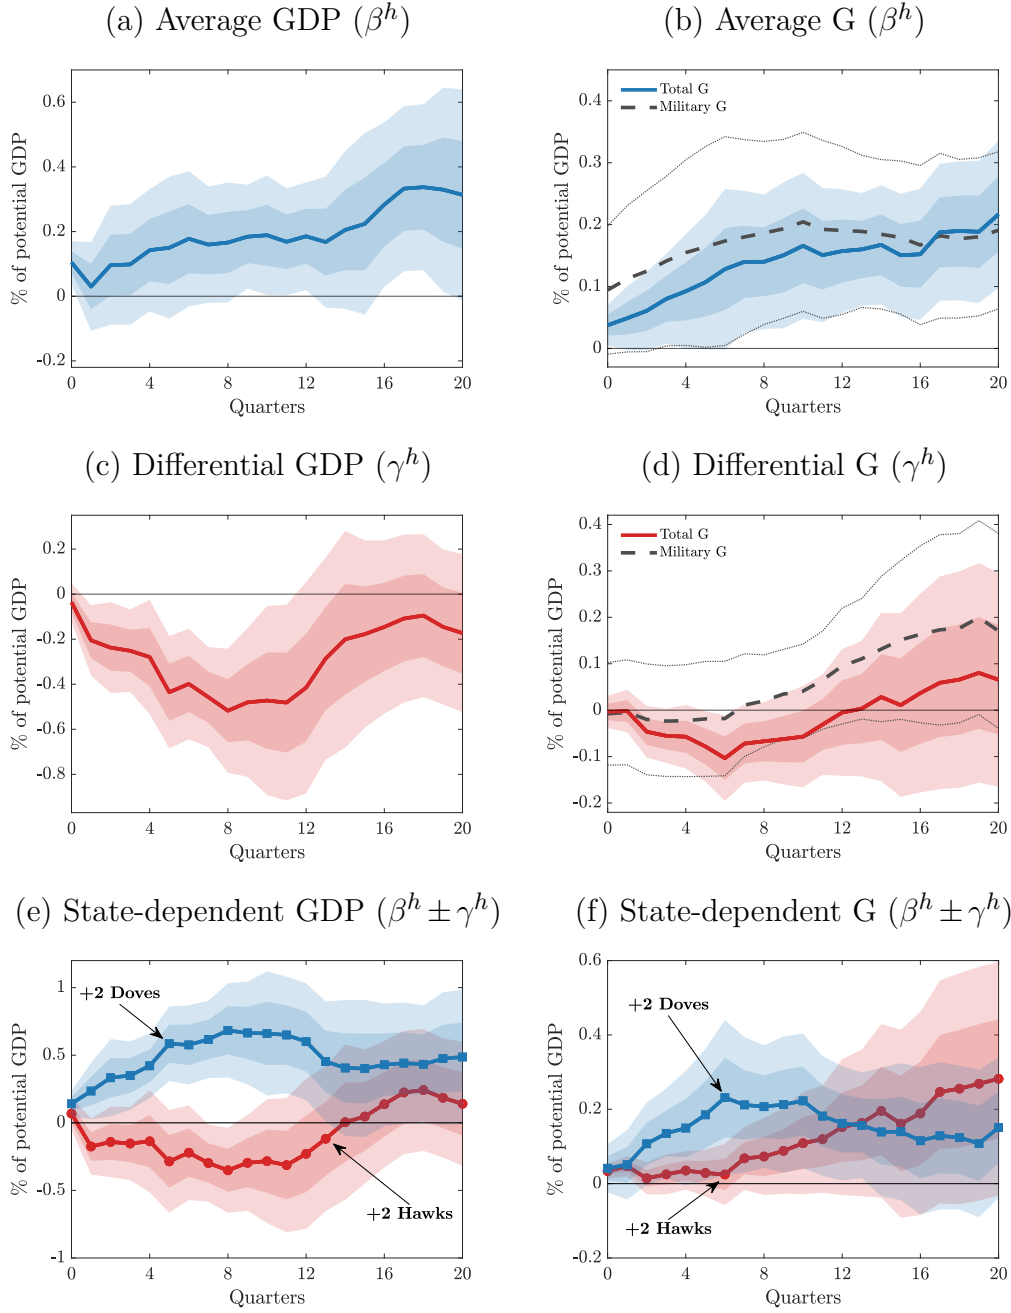 (a) Average GDP (β^h)
% of potential GDP
0.6
0.4
0.2
0
-0.2
0 4 8 12 16 20
Quarters
(b) Average G (β^h)
% of potential GDP
Total G
Military G
0.4
0.3
0.2
0.1
0
0 4 8 12 16 20
Quarters
(c) Differential GDP (γ^h)
% of potential GDP
0.2
0
-0.2
-0.4
-0.6
-0.8
0 4 8 12 16 20
Quarters
(d) Differential G (γ^h)
% of potential GDP
Total G
Military G
0.4
0.3
0.2
0.1
0
-0.1
-0.2
0 4 8 12 16 20
Quarters
(e) State-dependent GDP (β^h ± γ^h)
% of potential GDP
1
0.5
0
-0.5
-1
+2 Doves
+2 Hawks
0 4 8 12 16 20
Quarters
(f) State-dependent G (β^h ± γ^h)
% of potential GDP
0.6
0.4
0.2
0
-0.2
+2 Doves
+2 Hawks
0 4 8 12 16 20
Quarters